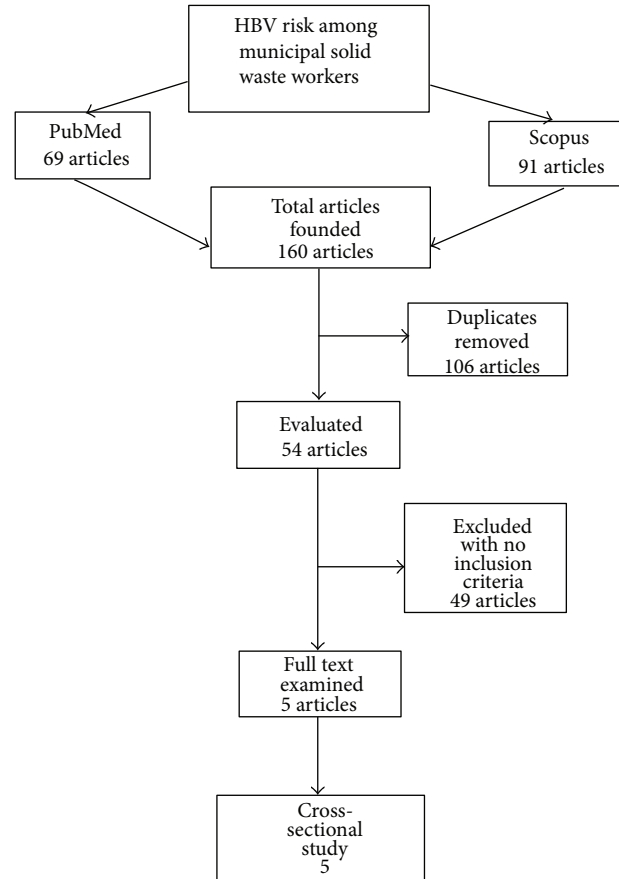 HBV risk among
municipal solid
waste workers
PubMed
69 articles
Scopus
91 articles
Total articles
founded
160 articles
Duplicates
removed
106 articles
Evaluated
54 articles
Excluded
with no
inclusion
criteria
49 articles
Full text
examined
5 articles
Cross-
sectional
study
5